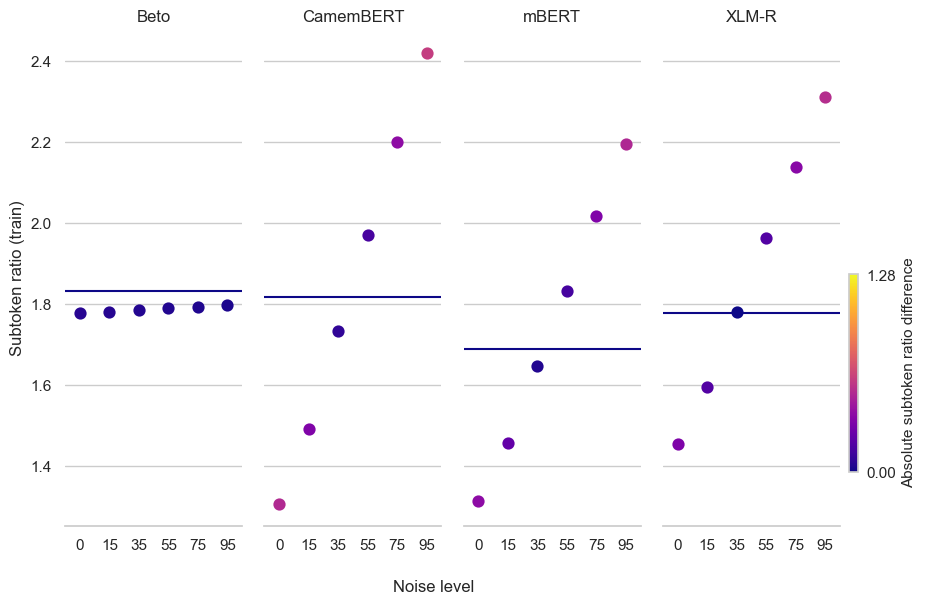 Beto CamemBERT mBERT XLM-R
2.4
2.2
2.0
1.8
1.6
1.4
Subtoken ratio (train)
0 15 35 55 75 95 0 15 35 55 75 95 0 15 35 55 75 95 0 15 35 55 75 95
Noise level
1.28
0.00
Absolute subtoken ratio difference